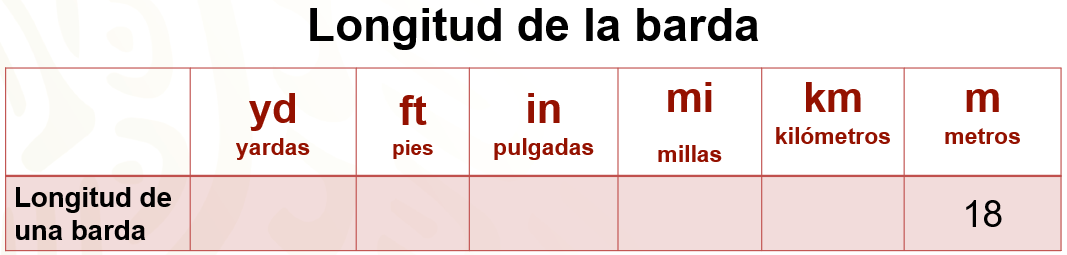 Longitud de la barda
yd ft in mi km m
yardas pies pulgadas millas kilómetros metros
Longitud de
una barda
18